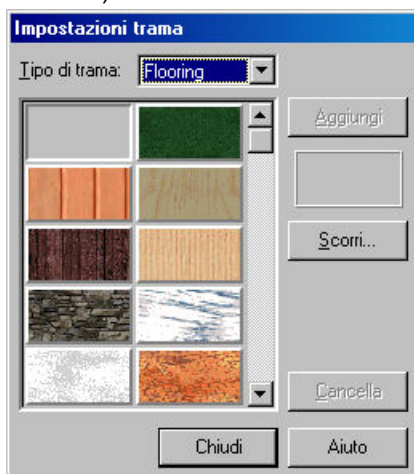 Impostazioni trama
Tipo di trama: Flooring
Aggiungi
Scorri...
Cancella
Chiudi Aiuto